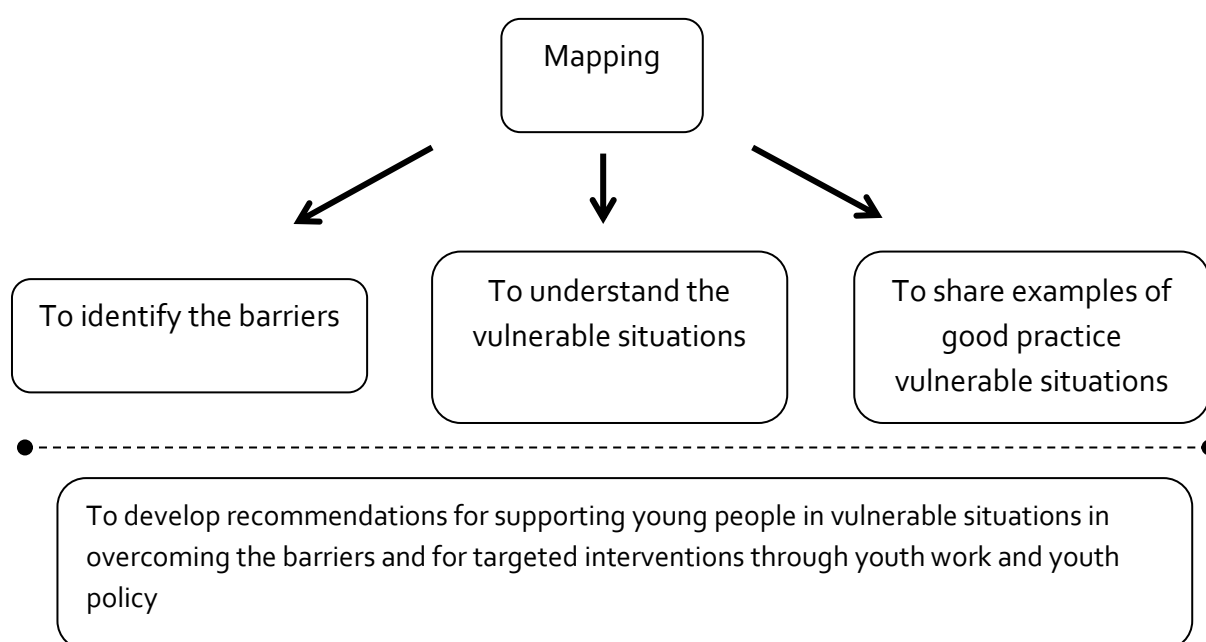 Mapping
To identify the barriers
To understand the
vulnerable situations
To share examples of
good practice
vulnerable situations
To develop recommendations for supporting young people in vulnerable situations in
overcoming the barriers and for targeted interventions through youth work and youth
policy